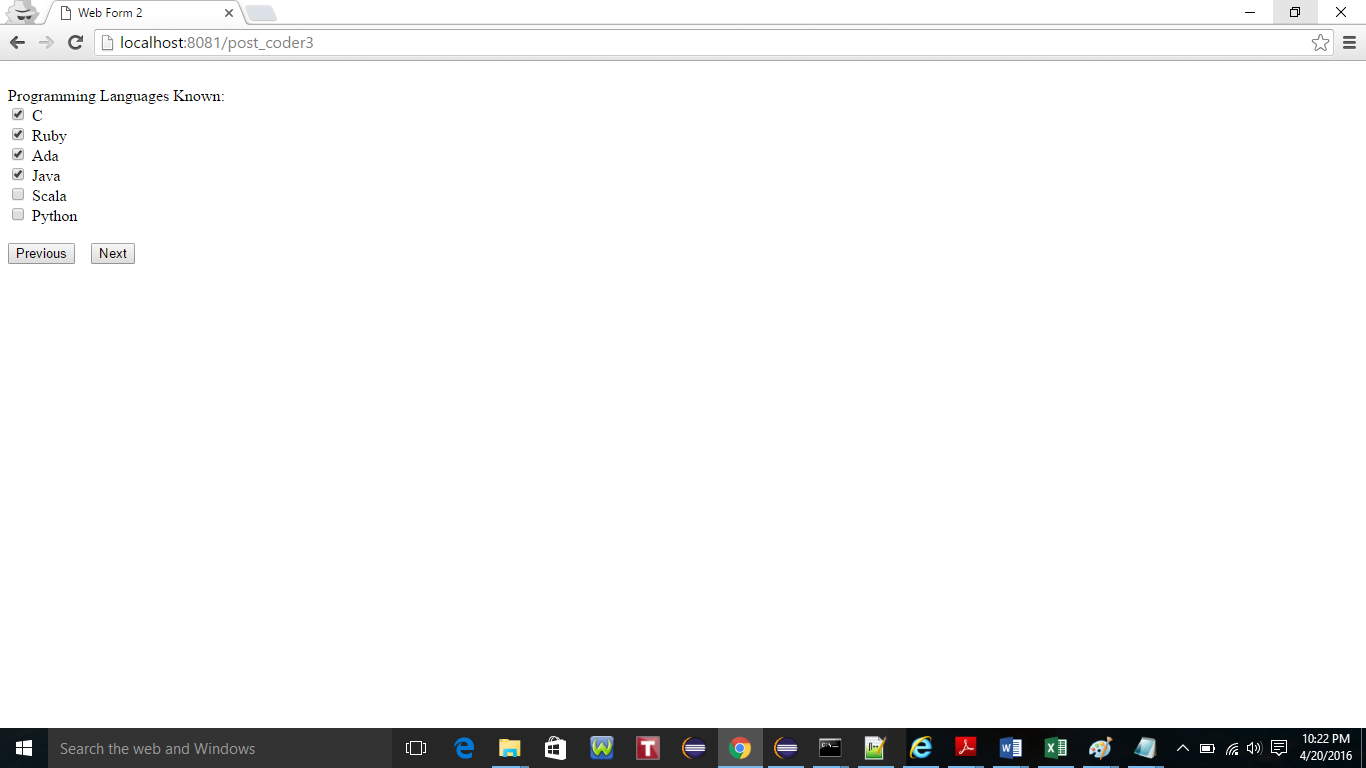 Web Form 2
localhost:8081/post_coder3
Programming Languages Known:
C
Ruby
Ada
Java
Scala
Python
Previous Next
Search the web and Windows
10:22 PM
4/20/2016